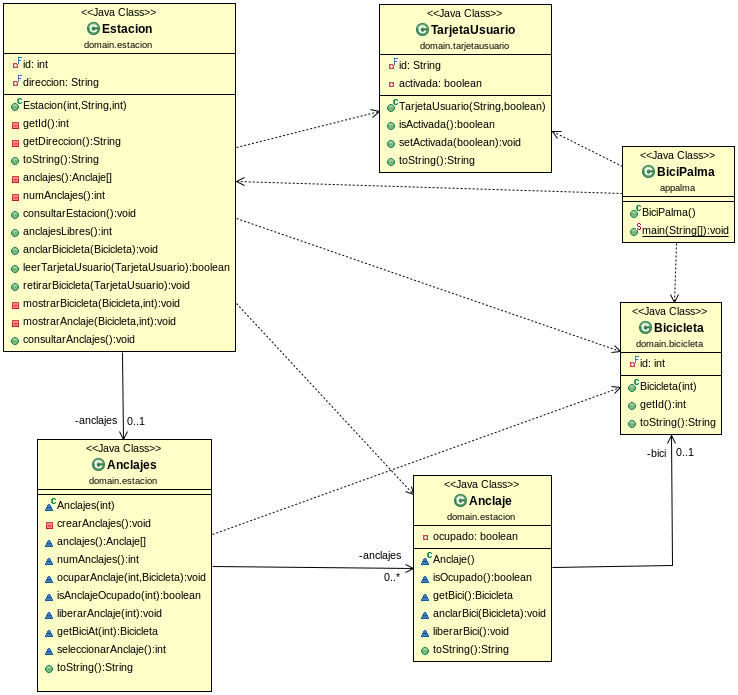 <<Java Class>>
Estacion
domain.estacion
id: int
direccion: String
Estacion(int,String,int)
getId():int
getDireccion():String
toString():String
anclajes():Anclaje[]
numAnclajes():int
consultarEstacion():void
anclajesLibres():int
anclarBicicleta(Bicicleta):void
leerTarjetaUsuario(TarjetaUsuario):boolean
retirarBicicleta(TarjetaUsuario):void
mostrarBicicleta(Bicicleta,int):void
mostrarAnclaje(Bicicleta,int):void
consultarAnclajes():void
<<Java Class>>
TarjetaUsuario
domain.tarjetausuario
id: String
activada: boolean
TarjetaUsuario(String,boolean)
isActivada():boolean
setActivada(boolean):void
toString():String
<<Java Class>>
BiciPalma
appalma
BiciPalma()
main(String[]):void
<<Java Class>>
Bicicleta
domain.bicicleta
id: int
Bicicleta(int)
getId():int
toString():String
-anclajes 0..1
-bici 0..1
<<Java Class>>
Anclajes
domain.estacion
Anclajes(int)
crearAnclajes():void
anclajes():Anclaje[]
numAnclajes():int
ocuparAnclaje(int,Bicicleta):void
isAnclajeOcupado(int):boolean
liberarAnclaje(int):void
getBiciAt(int):Bicicleta
seleccionarAnclaje():int
toString():String
-anclajes
0..*
<<Java Class>>
Anclaje
domain.estacion
ocupado: boolean
Anclaje()
isOcupado():boolean
getBici():Bicicleta
anclarBici(Bicicleta):void
liberarBici():void
toString():String